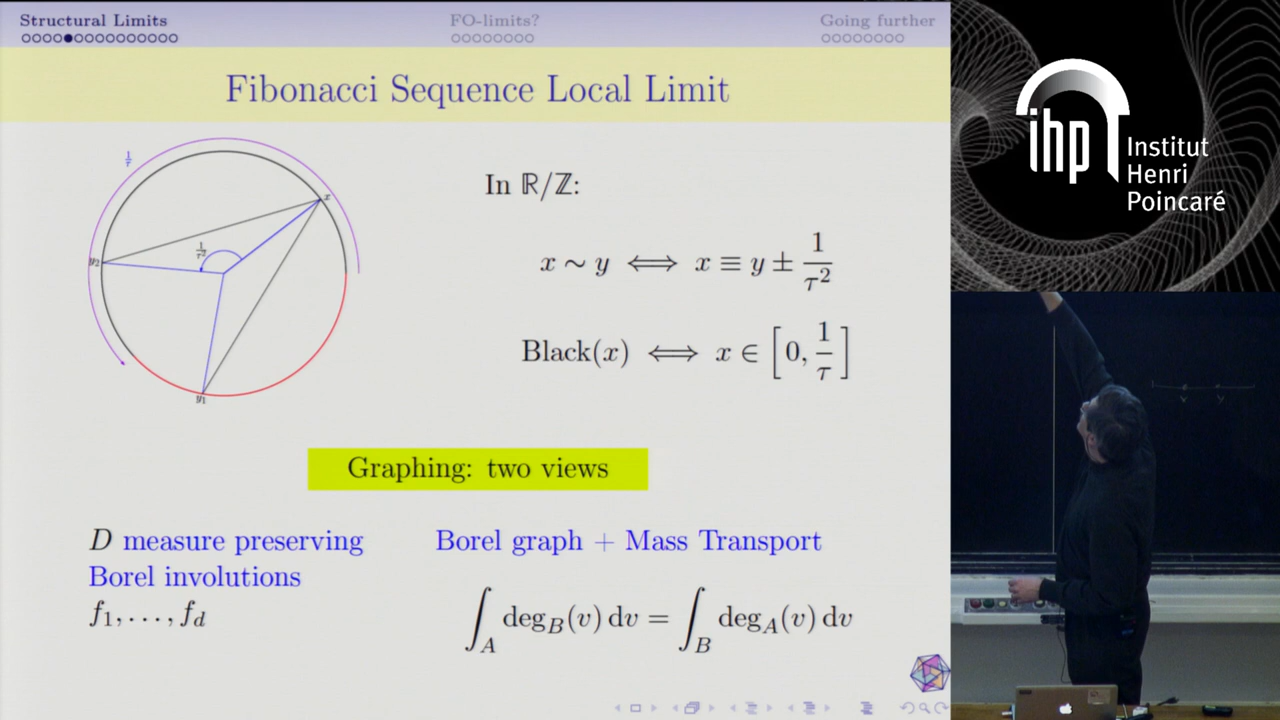 Structural Limits
FO-limits?
Going further
Fibonacci Sequence Local Limit
1/τ
x
1/τ²
y₂
y₁
In ℝ/ℤ:
x ∼ y ⟺ x ≡ y ± 1/τ²
Black(x) ⟺ x ∈ [0, 1/τ]
Graphing: two views
D measure preserving
Borel involutions
f₁, . . . , f_d
Borel graph + Mass Transport
∫_A deg_B(v) dv = ∫_B deg_A(v) dv
ihp
Institut
Henri
Poincaré